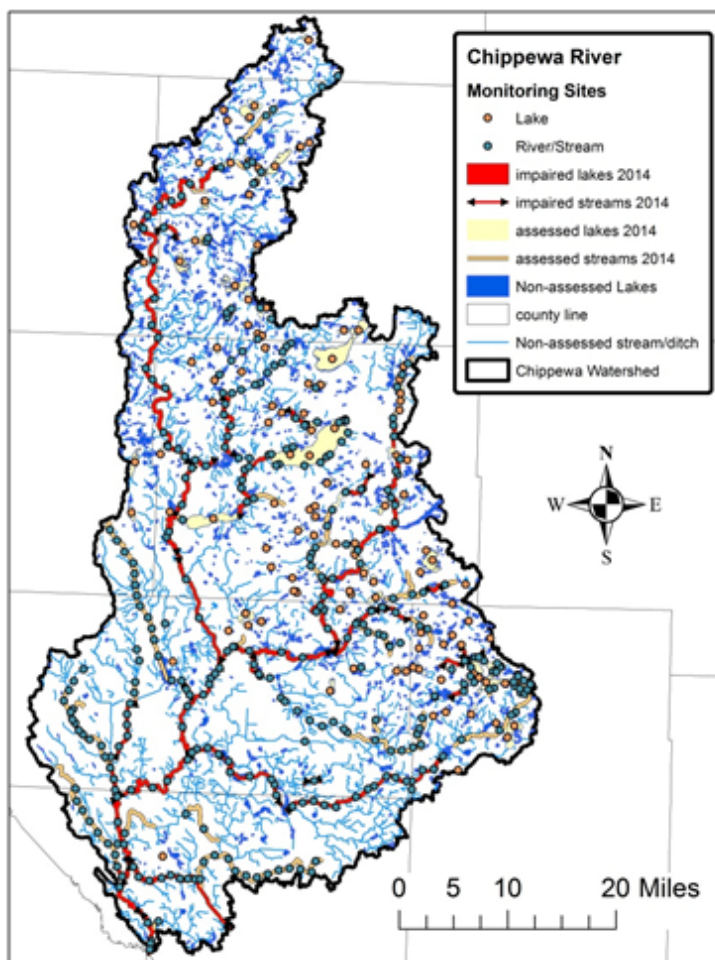 Chippewa River
Monitoring Sites
Lake
River/Stream
impaired lakes 2014
impaired streams 2014
assessed lakes 2014
assessed streams 2014
Non-assessed Lakes
county line
Non-assessed stream/ditch
Chippewa Watershed
N
W E
S
0 5 10 20 Miles